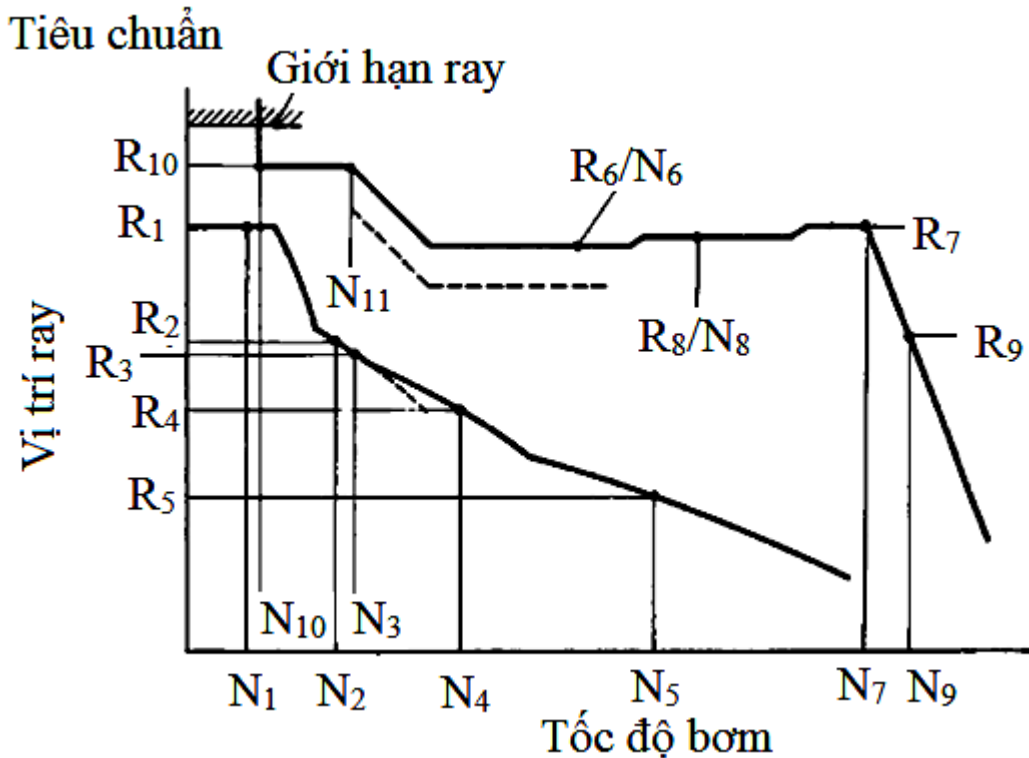 Tiêu chuẩn
Giới hạn ray
R10
R6/N6
R1
R7
N11
R2
R8/N8
R9
R3
Vị trí ray
R4
R5
N10
N3
N1
N2
N4
N5
N7
N9
Tốc độ bơm